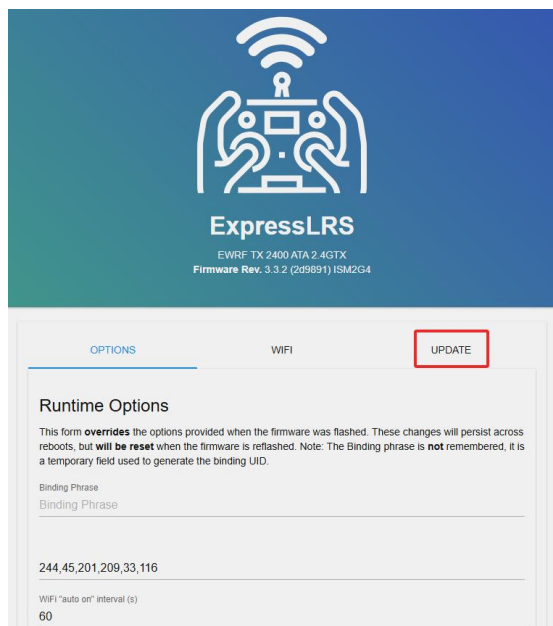 ExpressLRS
EWRF TX 2400 ATA 2.4GTX
Firmware Rev. 3.3.2 (2d9891) ISM2G4
OPTIONS WIFI UPDATE
Runtime Options
This form overrides the options provided when the firmware was flashed. These changes will persist across
reboots, but will be reset when the firmware is reflashed. Note: The Binding phrase is not remembered, it is
a temporary field used to generate the binding UID.
Binding Phrase
Binding Phrase
244,45,201,209,33,116
WiFi "auto on" interval (s)
60